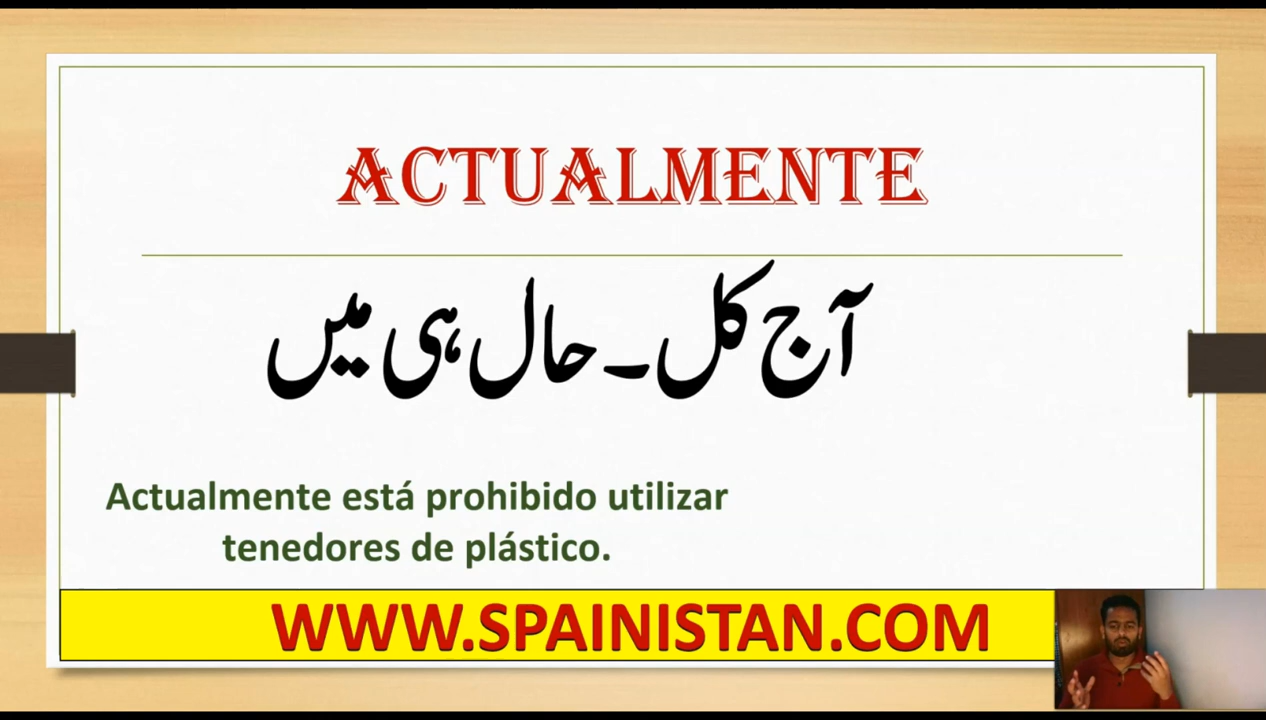 ACTUALMENTE
آج کل۔ حال ہی میں
Actualmente está prohibido utilizar
tenedores de plástico.
WWW.SPAINISTAN.COM